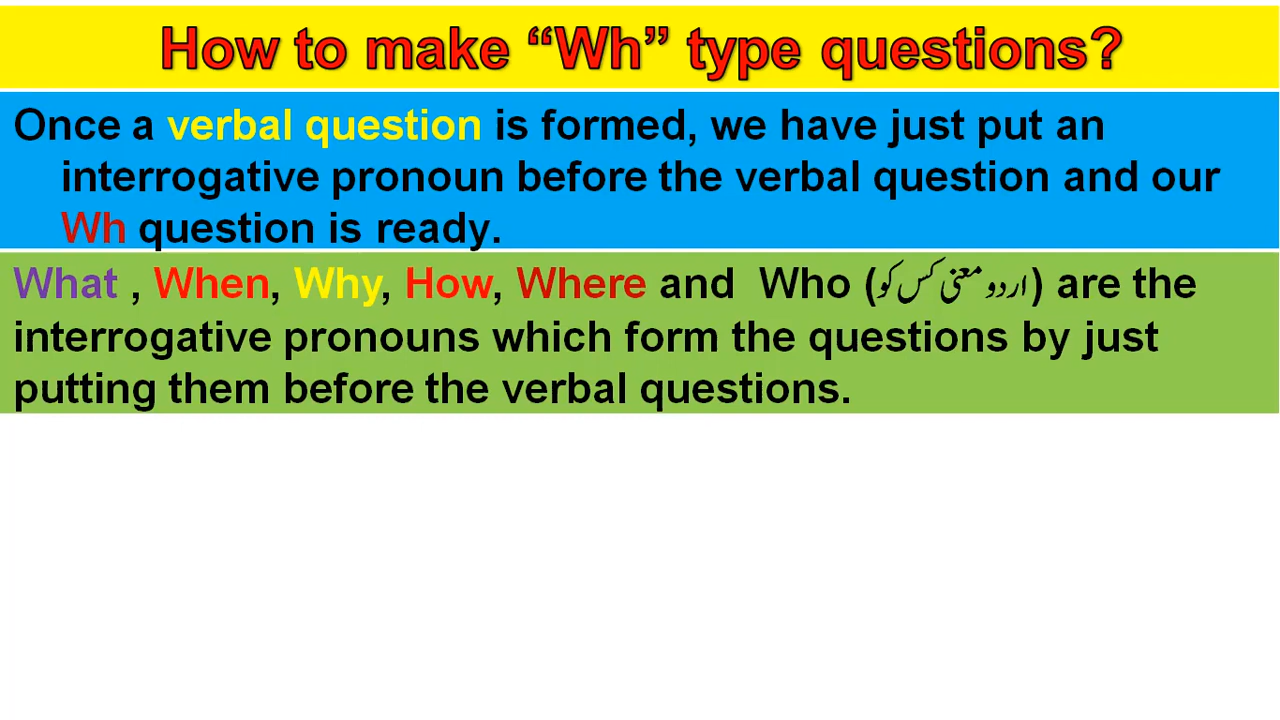 How to make “Wh” type questions?
Once a verbal question is formed, we have just put an
interrogative pronoun before the verbal question and our
Wh question is ready.
What , When, Why, How, Where and Who (اردو معنی کس کو) are the
interrogative pronouns which form the questions by just
putting them before the verbal questions.